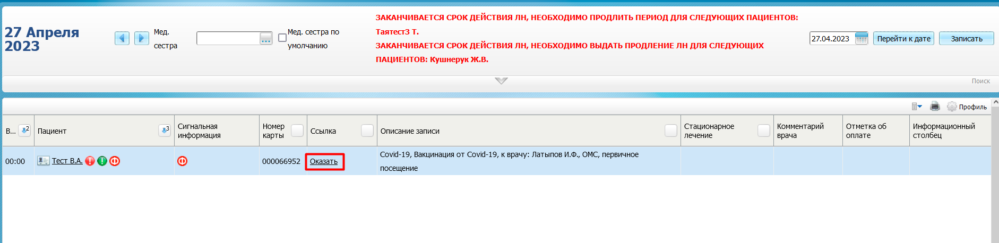 27 Апреля
2023
Мед.
сестра
...
Мед. сестра по
умолчанию
ЗАКАНЧИВАЕТСЯ СРОК ДЕЙСТВИЯ ЛН, НЕОБХОДИМО ПРОДЛИТЬ ПЕРИОД ДЛЯ СЛЕДУЮЩИХ ПАЦИЕНТОВ:
Таятест3 Т.
ЗАКАНЧИВАЕТСЯ СРОК ДЕЙСТВИЯ ЛН, НЕОБХОДИМО ВЫДАТЬ ПРОДЛЕНИЕ ЛН ДЛЯ СЛЕДУЮЩИХ
ПАЦИЕНТОВ: Кушнерук Ж.В.
27.04.2023
Перейти к дате
Записать
Поиск
Профиль
В... 2
Пациент 3
Сигнальная
информация
Номер
карты
Ссылка
Описание записи
Стационарное
лечение
Комментарий
врача
Отметка об
оплате
Информационный
столбец
00:00
Тест В.А. ! ! Ф
Ф
000066952
Оказать
Covid-19, Вакцинация от Covid-19, к врачу: Латыпов И.Ф., ОМС, первичное
посещение